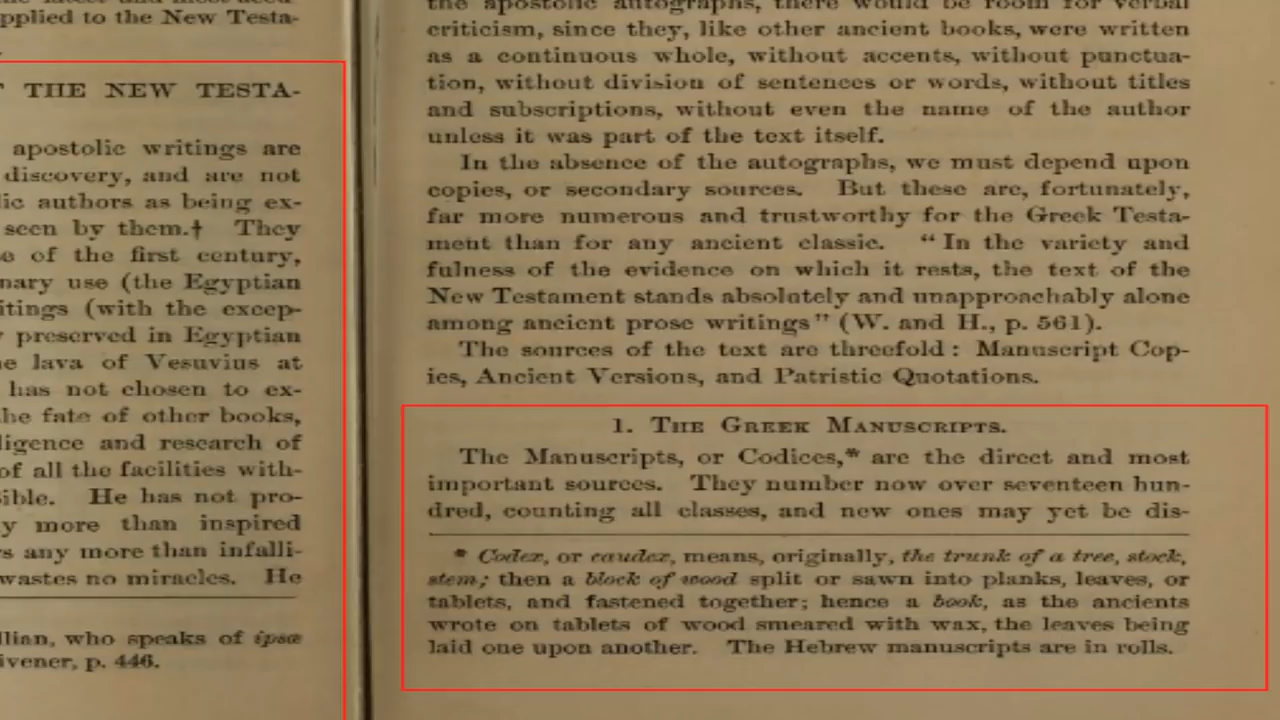 pplied to the New Testa-
THE NEW TESTA-
apostolic writings are
discovery, and are not
lic authors as being ex-
seen by them.† They
e of the first century,
nary use (the Egyptian
itings (with the excep-
preserved in Egyptian
he lava of Vesuvius at
has not chosen to ex-
he fate of other books,
ligence and research of
of all the facilities with-
sible. He has not pro-
y more than inspired
s any more than infalli-
wastes no miracles. He
llian, who speaks of ipsæ
ivener, p. 446.
the apostolic autographs, there would be room for verbal
criticism, since they, like other ancient books, were written
as a continuous whole, without accents, without punctua-
tion, without division of sentences or words, without titles
and subscriptions, without even the name of the author
unless it was part of the text itself.
In the absence of the autographs, we must depend upon
copies, or secondary sources. But these are, fortunately,
far more numerous and trustworthy for the Greek Testa-
ment than for any ancient classic. "In the variety and
fulness of the evidence on which it rests, the text of the
New Testament stands absolutely and unapproachably alone
among ancient prose writings" (W. and H., p. 561).
The sources of the text are threefold: Manuscript Cop-
ies, Ancient Versions, and Patristic Quotations.
1. THE GREEK MANUSCRIPTS.
The Manuscripts, or Codices,* are the direct and most
important sources. They number now over seventeen hun-
dred, counting all classes, and new ones may yet be dis-
* Codex, or caudex, means, originally, the trunk of a tree, stock,
stem; then a block of wood split or sawn into planks, leaves, or
tablets, and fastened together; hence a book, as the ancients
wrote on tablets of wood smeared with wax, the leaves being
laid one upon another. The Hebrew manuscripts are in rolls.